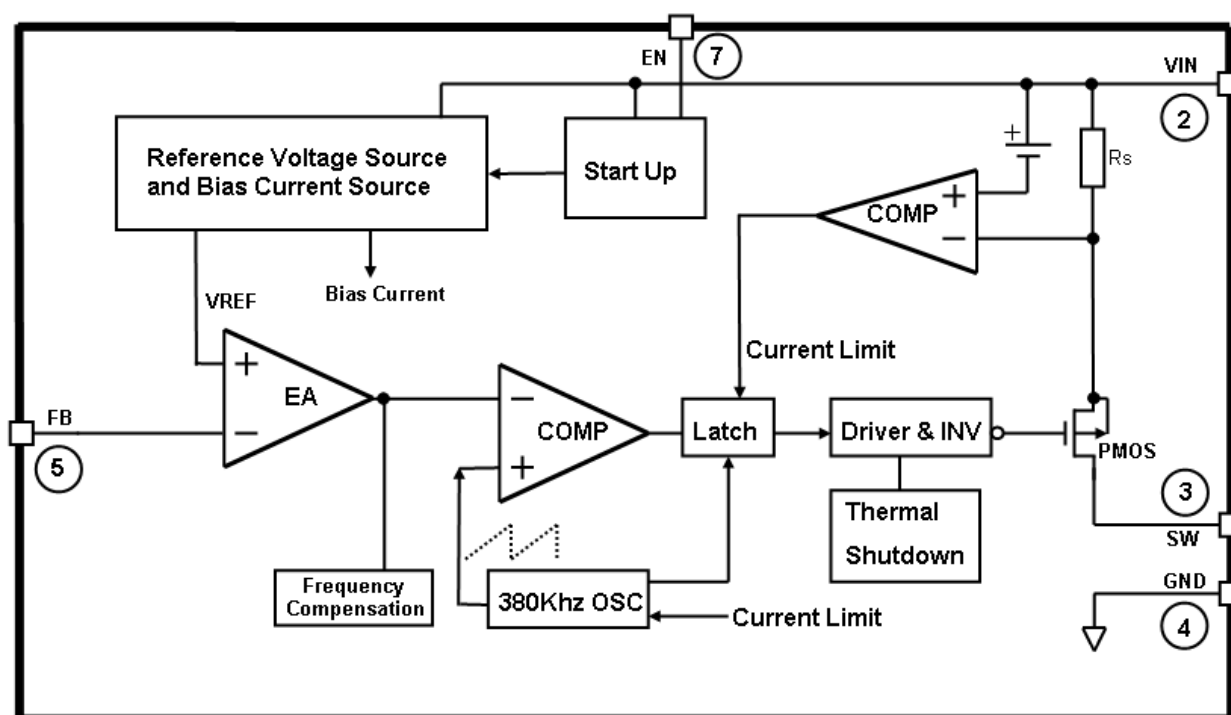 EN
7
VIN
2
Reference Voltage Source
and Bias Current Source
Start Up
+
Rs
COMP
+
−
Bias Current
VREF
Current Limit
+
EA
−
FB
5
−
COMP
+
Latch
Driver & INV
PMOS
3
SW
Thermal
Shutdown
Frequency
Compensation
380Khz OSC
Current Limit
GND
4